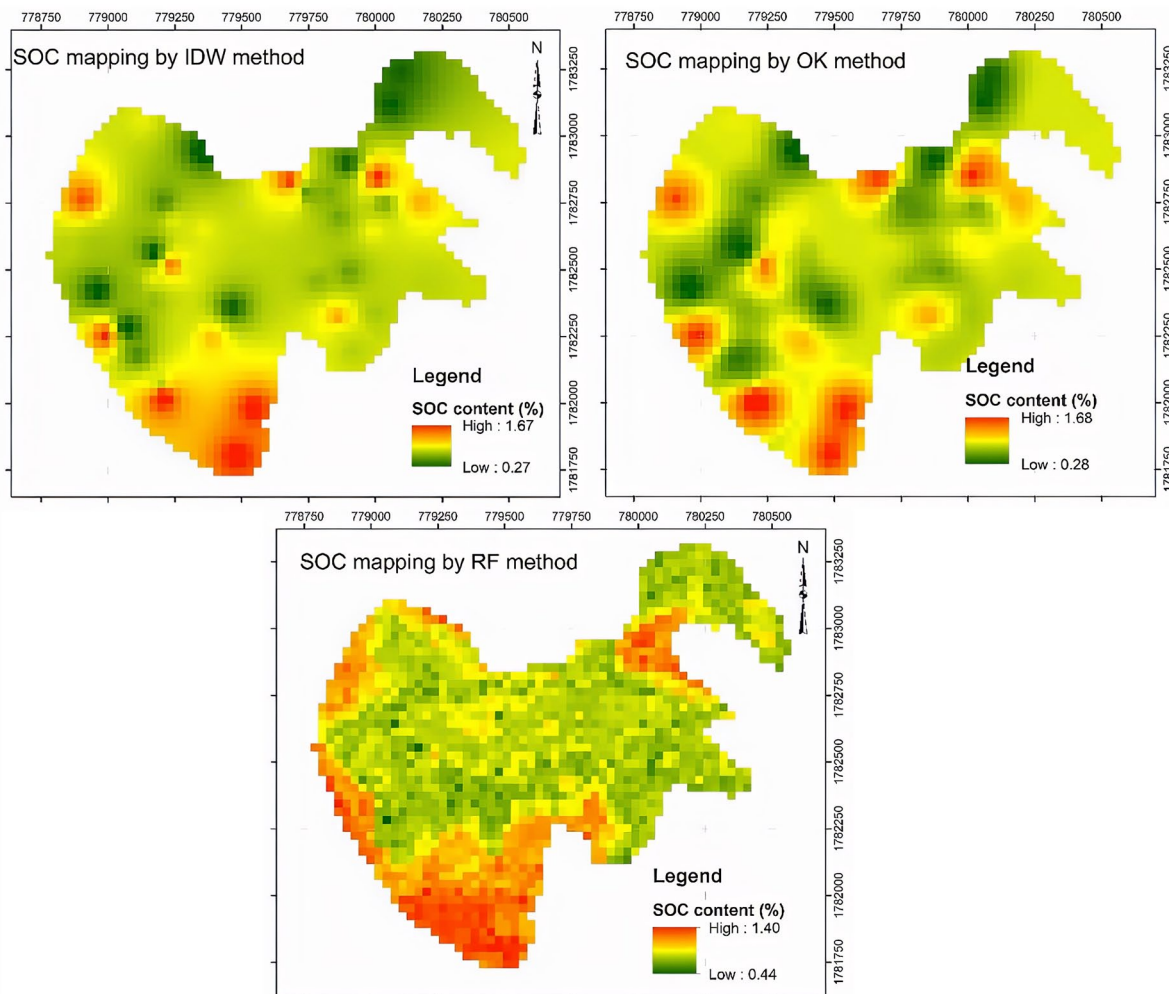 778750 779000 779250 779500 779750 780000 780250 780500
SOC mapping by IDW method
N
1783250
1783000
1782750
1782500
1782250
1782000
1781750
Legend
SOC content (%)
High : 1.67
Low : 0.27
778750 779000 779250 779500 779750 780000 780250 780500
SOC mapping by OK method
1783250
1783000
1782750
1782500
1782250
1782000
1781750
Legend
SOC content (%)
High : 1.68
Low : 0.28
778750 779000 779250 779500 779750 780000 780250 780500
SOC mapping by RF method
N
1783250
1783000
1782750
1782500
1782250
1782000
1781750
Legend
SOC content (%)
High : 1.40
Low : 0.44